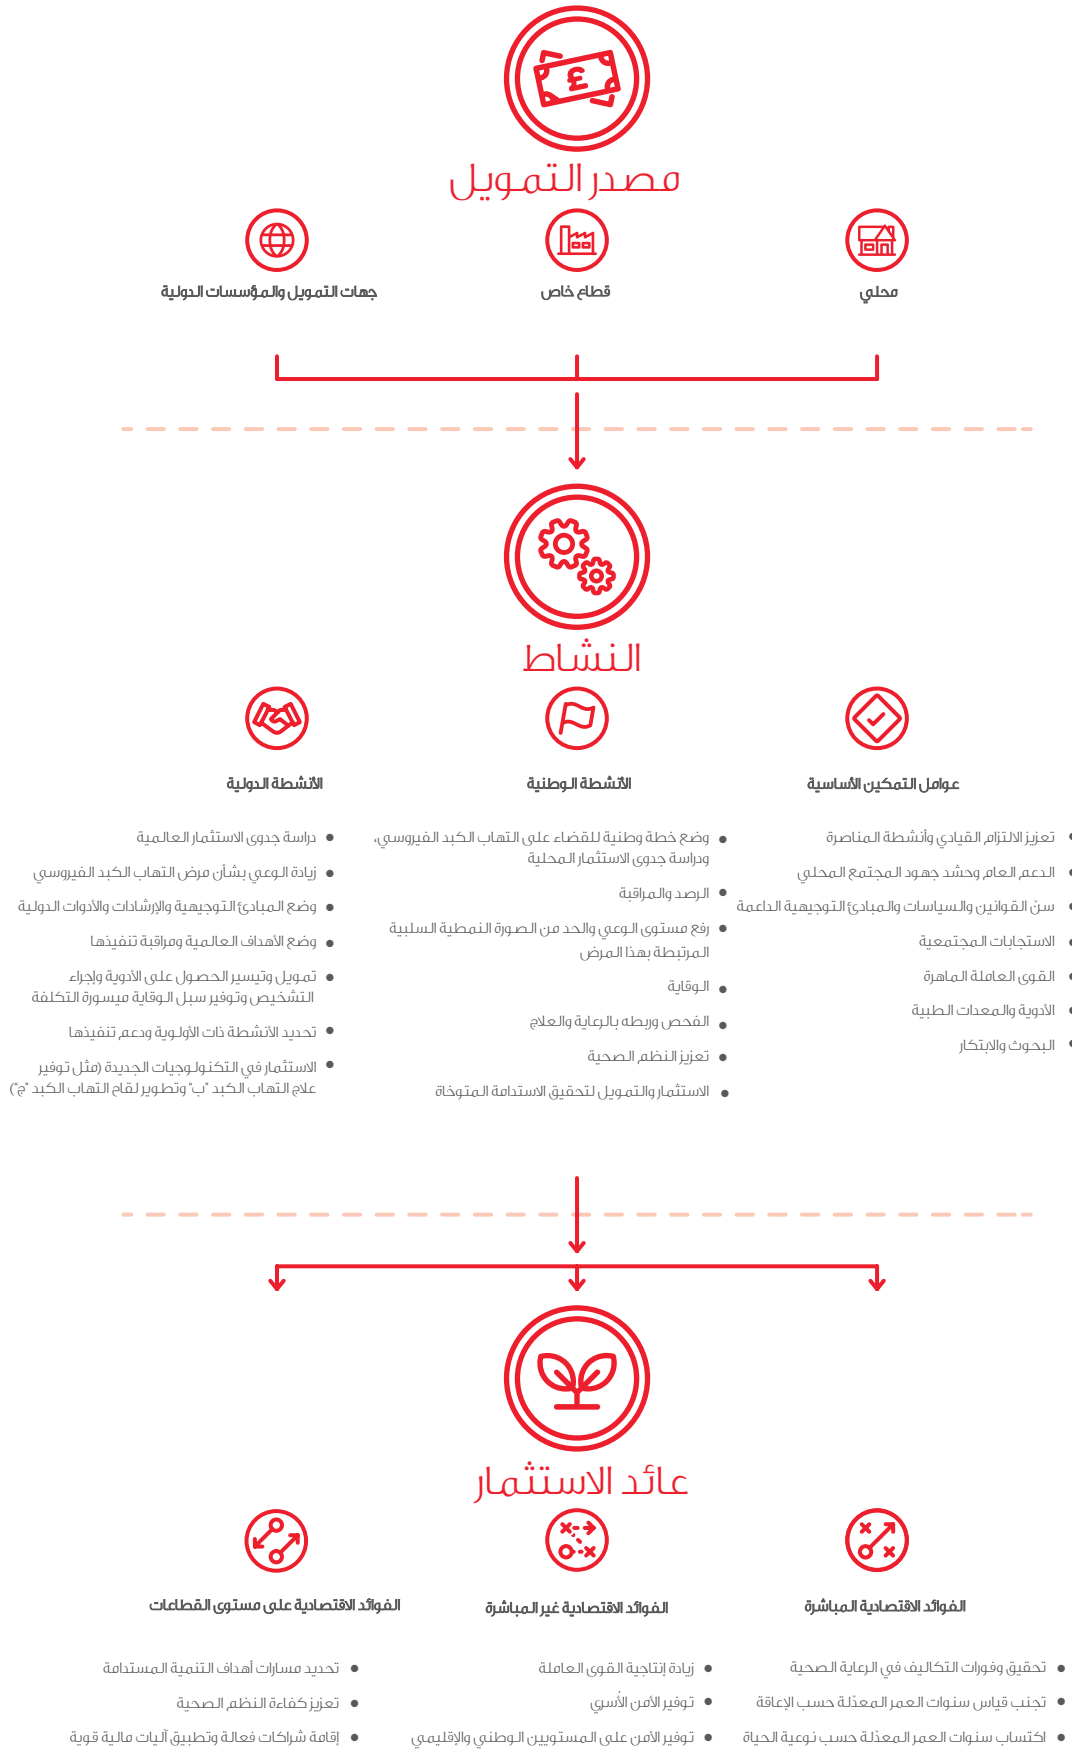 مصدر التمويل
محلي
قطاع خاص
جهات التمويل والمؤسسات الدولية
النشاط
عوامل التمكين الأساسية
تعزيز الالتزام القيادي وأنشطة المناصرة
الدعم العام وحشد جهود المجتمع المحلي
سنّ القوانين والسياسات والمبادئ التوجيهية الداعمة
الاستجابات المجتمعية
القوى العاملة الماهرة
الأدوية والمعدات الطبية
البحوث والابتكار
الأنشطة الوطنية
وضع خطة وطنية للقضاء على التهاب الكبد الفيروسي،
ودراسة جدوى الاستثمار المحلية
الرصد والمراقبة
رفع مستوى الوعي والحد من الصورة النمطية السلبية
المرتبطة بهذا المرض
الوقاية
الفحص وربطه بالرعاية والعلاج
تعزيز النظم الصحية
الاستثمار والتمويل لتحقيق الاستدامة المتوخاة
الأنشطة الدولية
دراسة جدوى الاستثمار العالمية
زيادة الوعي بشأن مرض التهاب الكبد الفيروسي
وضع المبادئ التوجيهية والإرشادات والأدوات الدولية
وضع الأهداف العالمية ومراقبة تنفيذها
تمويل وتيسير الحصول على الأدوية وإجراء
التشخيص وتوفير سبل الوقاية ميسورة التكلفة
تحديد الأنشطة ذات الأولوية ودعم تنفيذها
الاستثمار في التكنولوجيات الجديدة (مثل توفير
علاج التهاب الكبد "ب" وتطوير لقاح التهاب الكبد "ج")
عائد الاستثمار
الفوائد الاقتصادية المباشرة
تحقيق وفورات التكاليف في الرعاية الصحية
تجنب قياس سنوات العمر المعدّلة حسب الإعاقة
اكتساب سنوات العمر المعدّلة حسب نوعية الحياة
الفوائد الاقتصادية غير المباشرة
زيادة إنتاجية القوى العاملة
توفير الأمن الأُسري
توفير الأمن على المستويين الوطني والإقليمي
الفوائد الاقتصادية على مستوى القطاعات
تحديد مسارات أهداف التنمية المستدامة
تعزيز كفاءة النظم الصحية
إقامة شراكات فعالة وتطبيق آليات مالية قوية